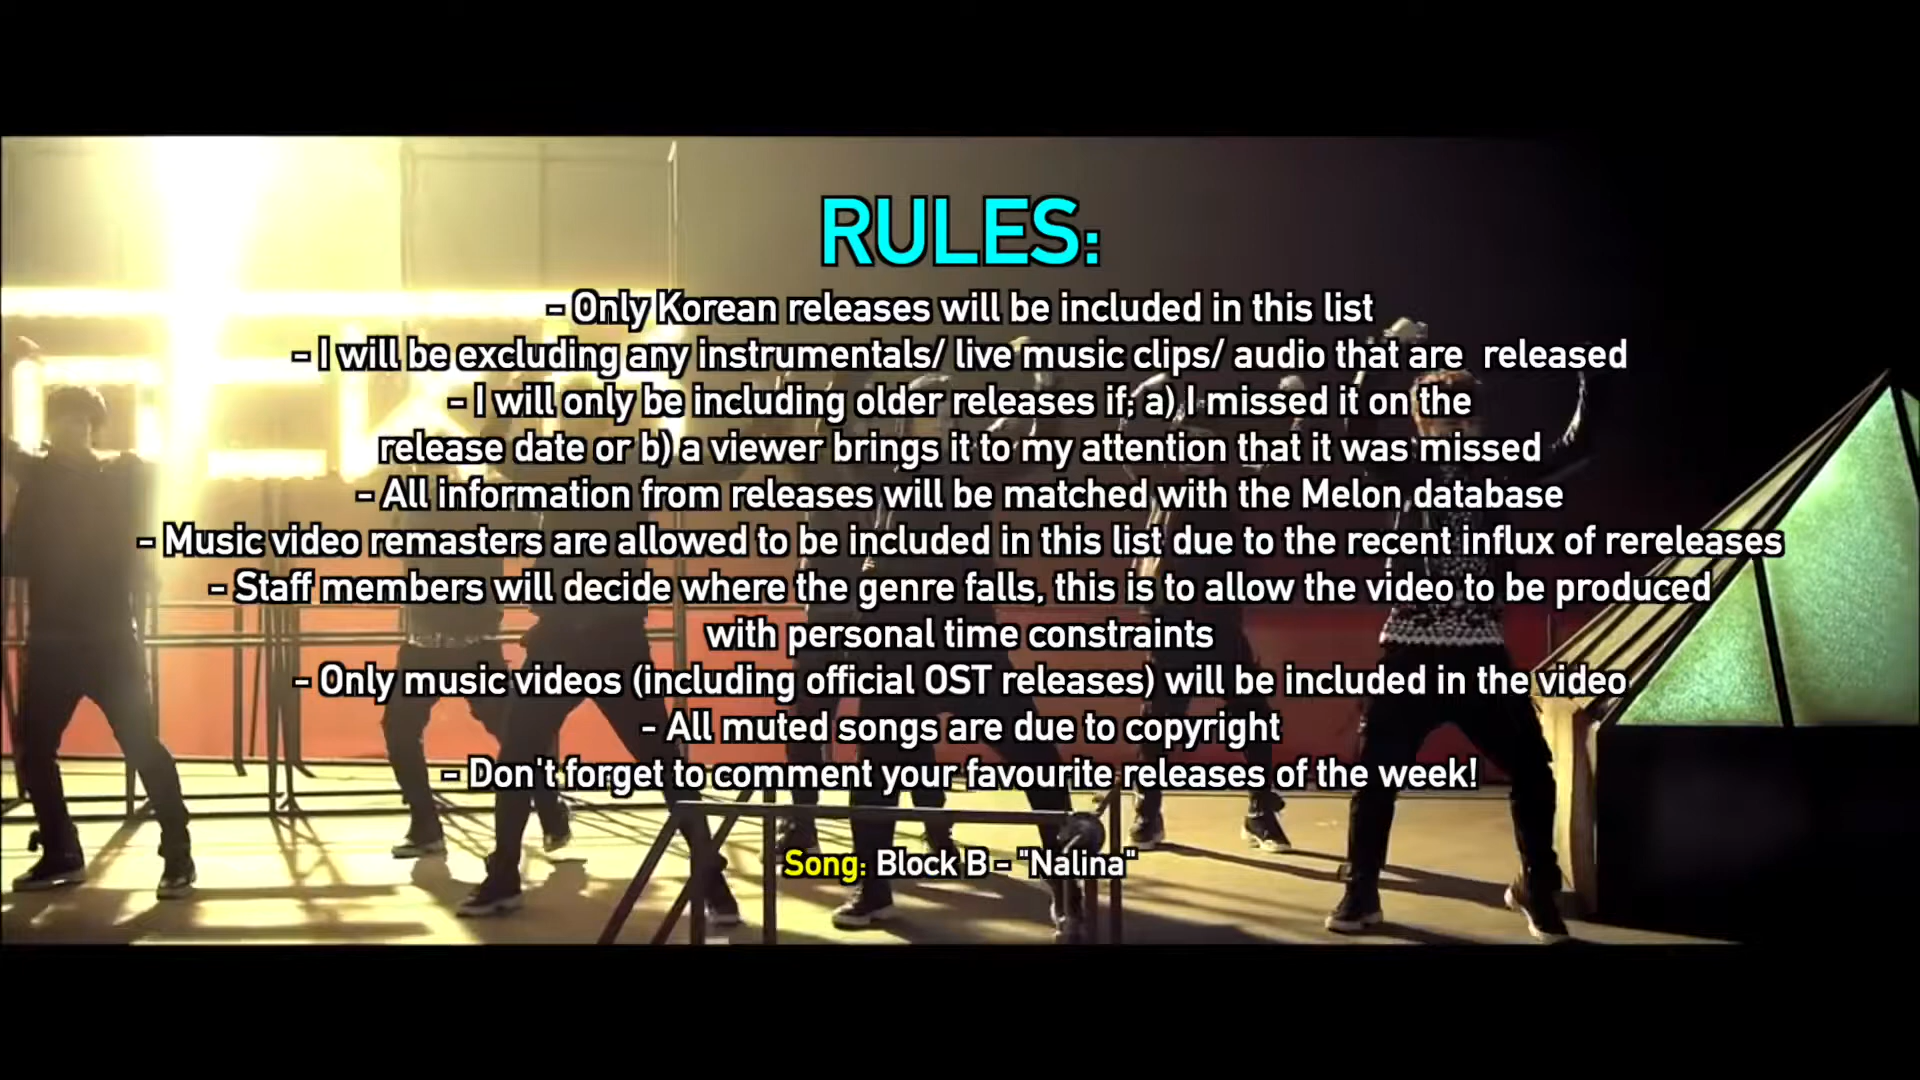 RULES:
- Only Korean releases will be included in this list
- I will be excluding any instrumentals/ live music clips/ audio that are  released
- I will only be including older releases if; a) I missed it on the
release date or b) a viewer brings it to my attention that it was missed
- All information from releases will be matched with the Melon database
- Music video remasters are allowed to be included in this list due to the recent influx of rereleases
- Staff members will decide where the genre falls, this is to allow the video to be produced
with personal time constraints
- Only music videos (including official OST releases) will be included in the video
- All muted songs are due to copyright
- Don't forget to comment your favourite releases of the week!
Song: Block B - "Nalina"